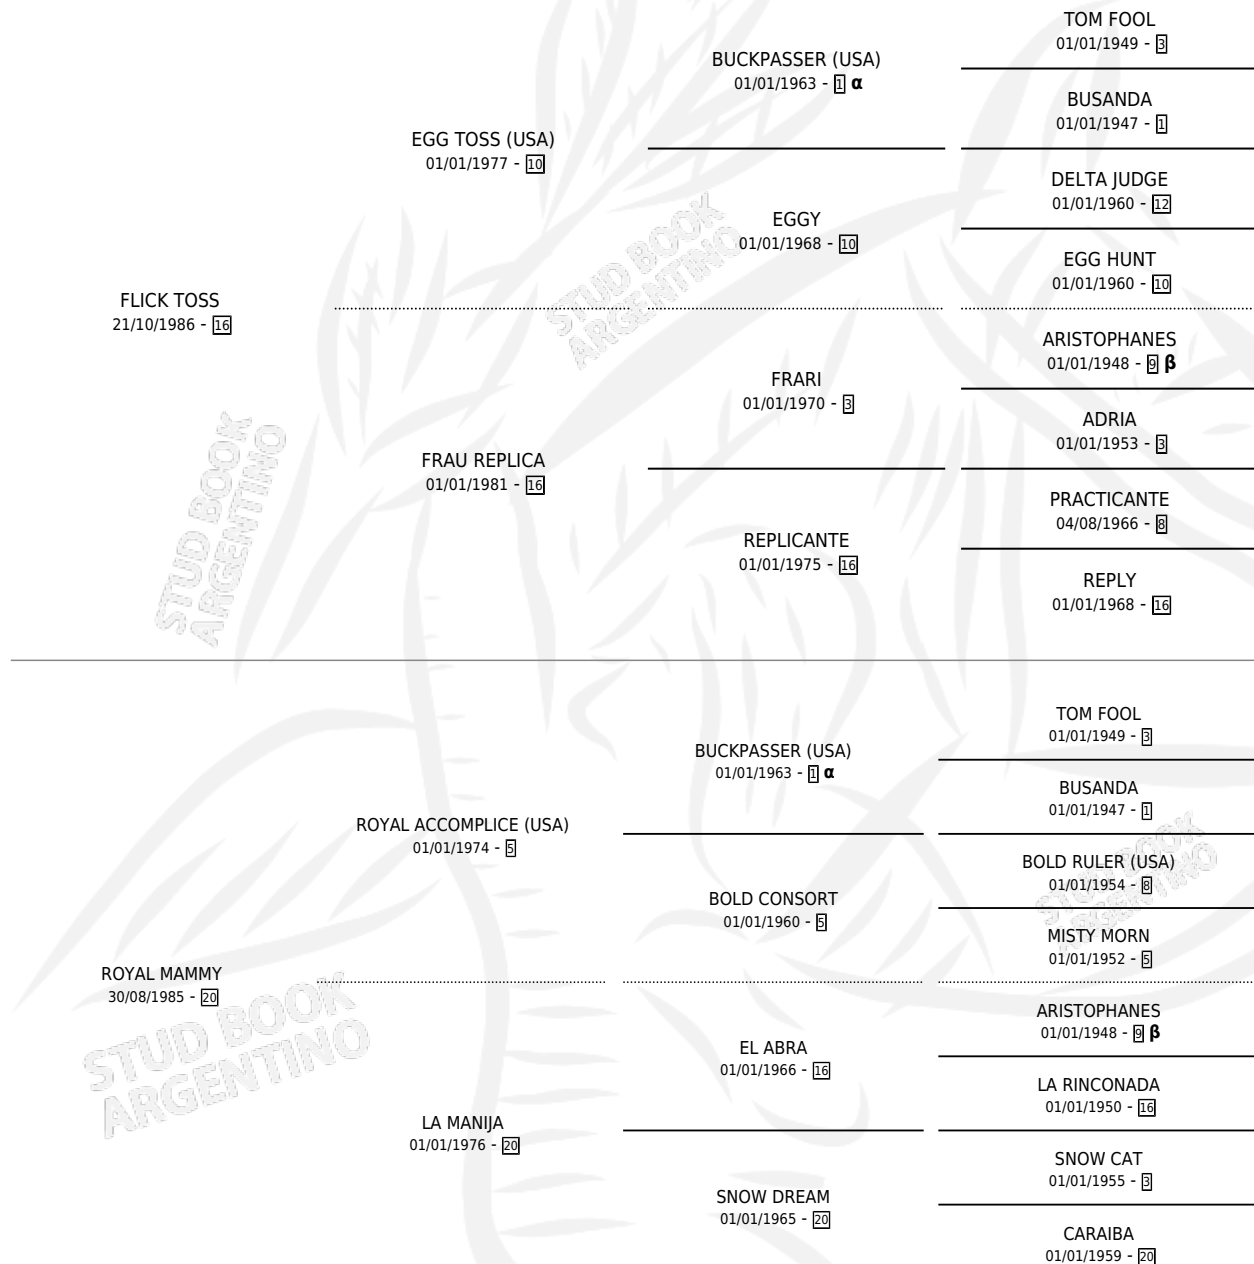 TOM FOOL
01/01/1949 - 3
BUCKPASSER (USA)
01/01/1963 - 1 α
BUSANDA
01/01/1947 - 1
EGG TOSS (USA)
01/01/1977 - 10
DELTA JUDGE
01/01/1960 - 12
EGGY
01/01/1968 - 10
EGG HUNT
01/01/1960 - 10
FLICK TOSS
21/10/1986 - 16
ARISTOPHANES
01/01/1948 - 9 β
FRARI
01/01/1970 - 3
ADRIA
01/01/1953 - 3
FRAU REPLICA
01/01/1981 - 16
PRACTICANTE
04/08/1966 - 8
REPLICANTE
01/01/1975 - 16
REPLY
01/01/1968 - 16
STUD BOOK
ARGENTINO
STUD BOOK
ARGENTINO
TOM FOOL
01/01/1949 - 3
BUCKPASSER (USA)
01/01/1963 - 1 α
BUSANDA
01/01/1947 - 1
ROYAL ACCOMPLICE (USA)
01/01/1974 - 5
BOLD RULER (USA)
01/01/1954 - 8
BOLD CONSORT
01/01/1960 - 5
MISTY MORN
01/01/1952 - 5
ROYAL MAMMY
30/08/1985 - 20
ARISTOPHANES
01/01/1948 - 9 β
EL ABRA
01/01/1966 - 16
LA RINCONADA
01/01/1950 - 16
LA MANIJA
01/01/1976 - 20
SNOW CAT
01/01/1955 - 3
SNOW DREAM
01/01/1965 - 20
CARAIBA
01/01/1959 - 20
STUD BOOK
ARGENTINO
STUD BOOK
ARGENTINO